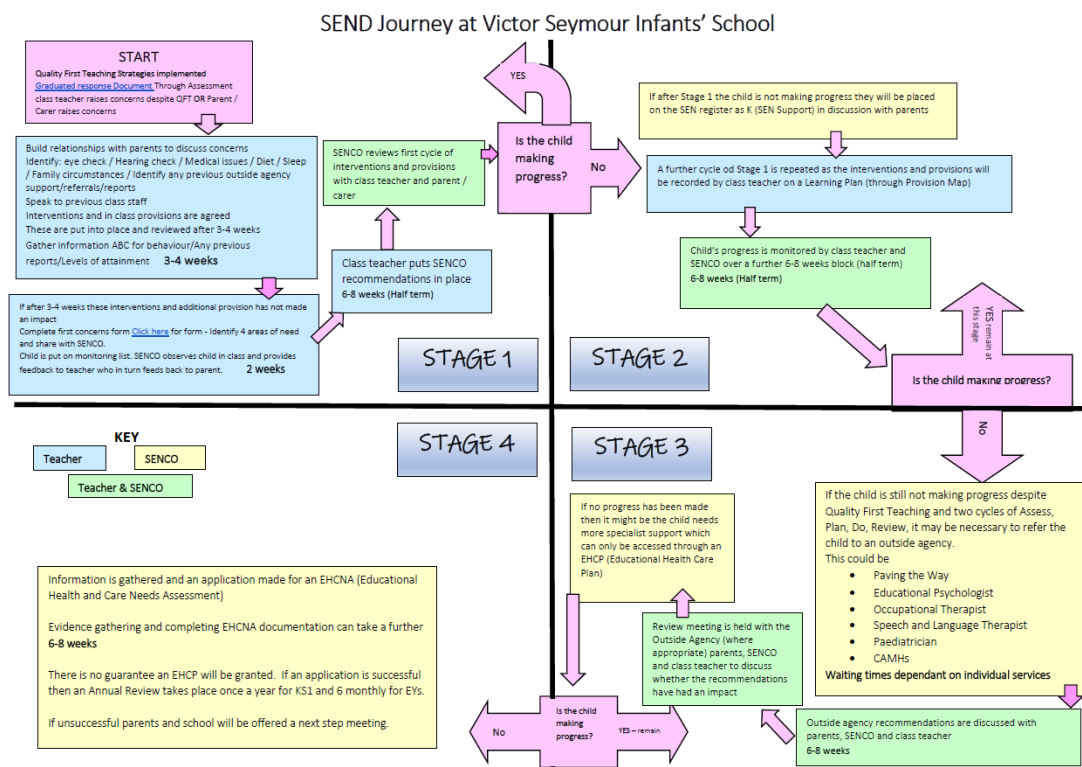 SEND Journey at Victor Seymour Infants' School
START
Quality First Teaching Strategies implemented
Graduated response Document Through Assessment
class teacher raises concerns despite QFT OR Parent /
Carer raises concerns
Build relationships with parents to discuss concerns
Identify: eye check / Hearing check / Medical issues / Diet / Sleep
/ Family circumstances / Identify any previous outside agency
support/referrals/reports
Speak to previous class staff
Interventions and in class provisions are agreed
These are put into place and reviewed after 3-4 weeks
Gather information ABC for behaviour/Any previous
reports/Levels of attainment 3-4 weeks
If after 3-4 weeks these interventions and additional provision has not made
an impact
Complete first concerns form Click here for form - Identify 4 areas of need
and share with SENCO.
Child is put on monitoring list. SENCO observes child in class and provides
feedback to teacher who in turn feeds back to parent. 2 weeks
Class teacher puts SENCO
recommendations in place
6-8 weeks (Half term)
SENCO reviews first cycle of
interventions and provisions
with class teacher and parent /
carer
YES
Is the child
making
progress?
No
STAGE 1
If after Stage 1 the child is not making progress they will be placed
on the SEN register as K (SEN Support) in discussion with parents
A further cycle od Stage 1 is repeated as the interventions and provisions will
be recorded by class teacher on a Learning Plan (through Provision Map)
Child's progress is monitored by class teacher and
SENCO over a further 6-8 weeks block (half term)
6-8 weeks (Half term)
STAGE 2
YES remain at
this stage
Is the child making progress?
No
KEY
Teacher
SENCO
Teacher & SENCO
STAGE 4
STAGE 3
If the child is still not making progress despite
Quality First Teaching and two cycles of Assess,
Plan, Do, Review, it may be necessary to refer the
child to an outside agency.
This could be
• Paving the Way
• Educational Psychologist
• Occupational Therapist
• Speech and Language Therapist
• Paediatrician
• CAMHs
Waiting times dependant on individual services
Outside agency recommendations are discussed with
parents, SENCO and class teacher
6-8 weeks
Review meeting is held with the
Outside Agency (where
appropriate) parents, SENCO
and class teacher to discuss
whether the recommendations
have had an impact
If no progress has been made
then it might be the child needs
more specialist support which
can only be accessed through an
EHCP (Educational Health Care
Plan)
Is the child
making
progress?
No
YES – remain
Information is gathered and an application made for an EHCNA (Educational
Health and Care Needs Assessment)
Evidence gathering and completing EHCNA documentation can take a further
6-8 weeks
There is no guarantee an EHCP will be granted. If an application is successful
then an Annual Review takes place once a year for KS1 and 6 monthly for EYs.
If unsuccessful parents and school will be offered a next step meeting.